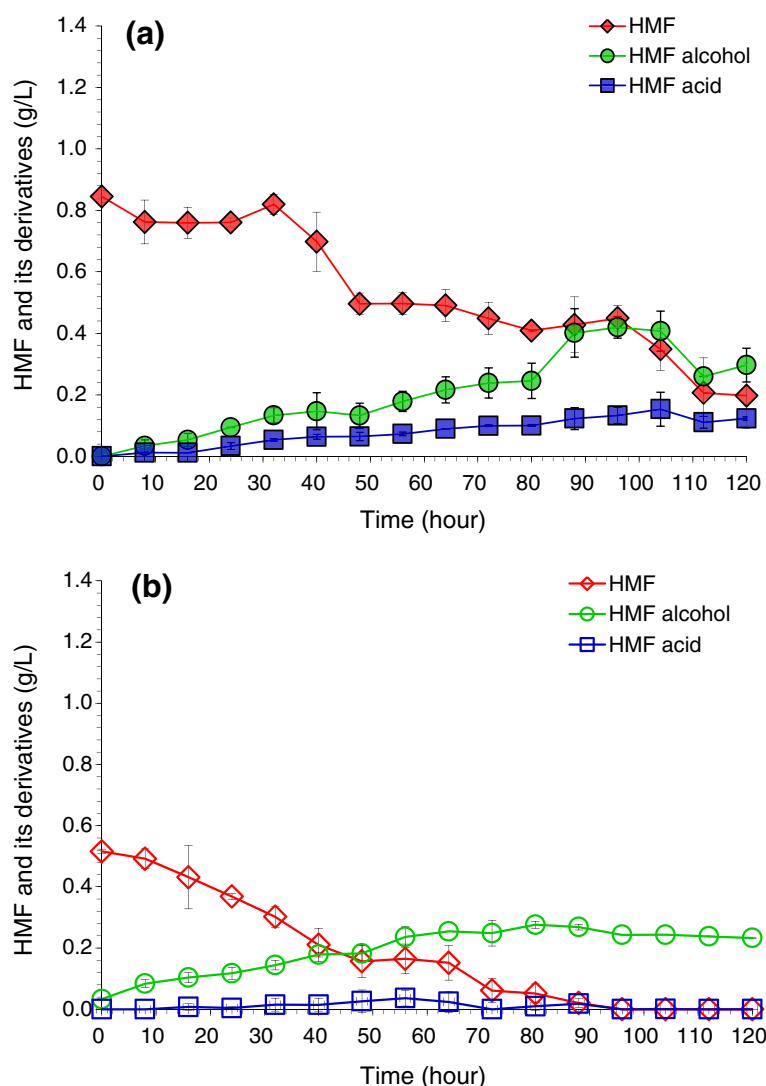 (a)
HMF
HMF alcohol
HMF acid
HMF and its derivatives (g/L)
1.4
1.2
1.0
0.8
0.6
0.4
0.2
0.0
0 10 20 30 40 50 60 70 80 90 100 110 120
Time (hour)
(b)
HMF
HMF alcohol
HMF acid
HMF and its derivatives (g/L)
1.4
1.2
1.0
0.8
0.6
0.4
0.2
0.0
0 10 20 30 40 50 60 70 80 90 100 110 120
Time (hour)